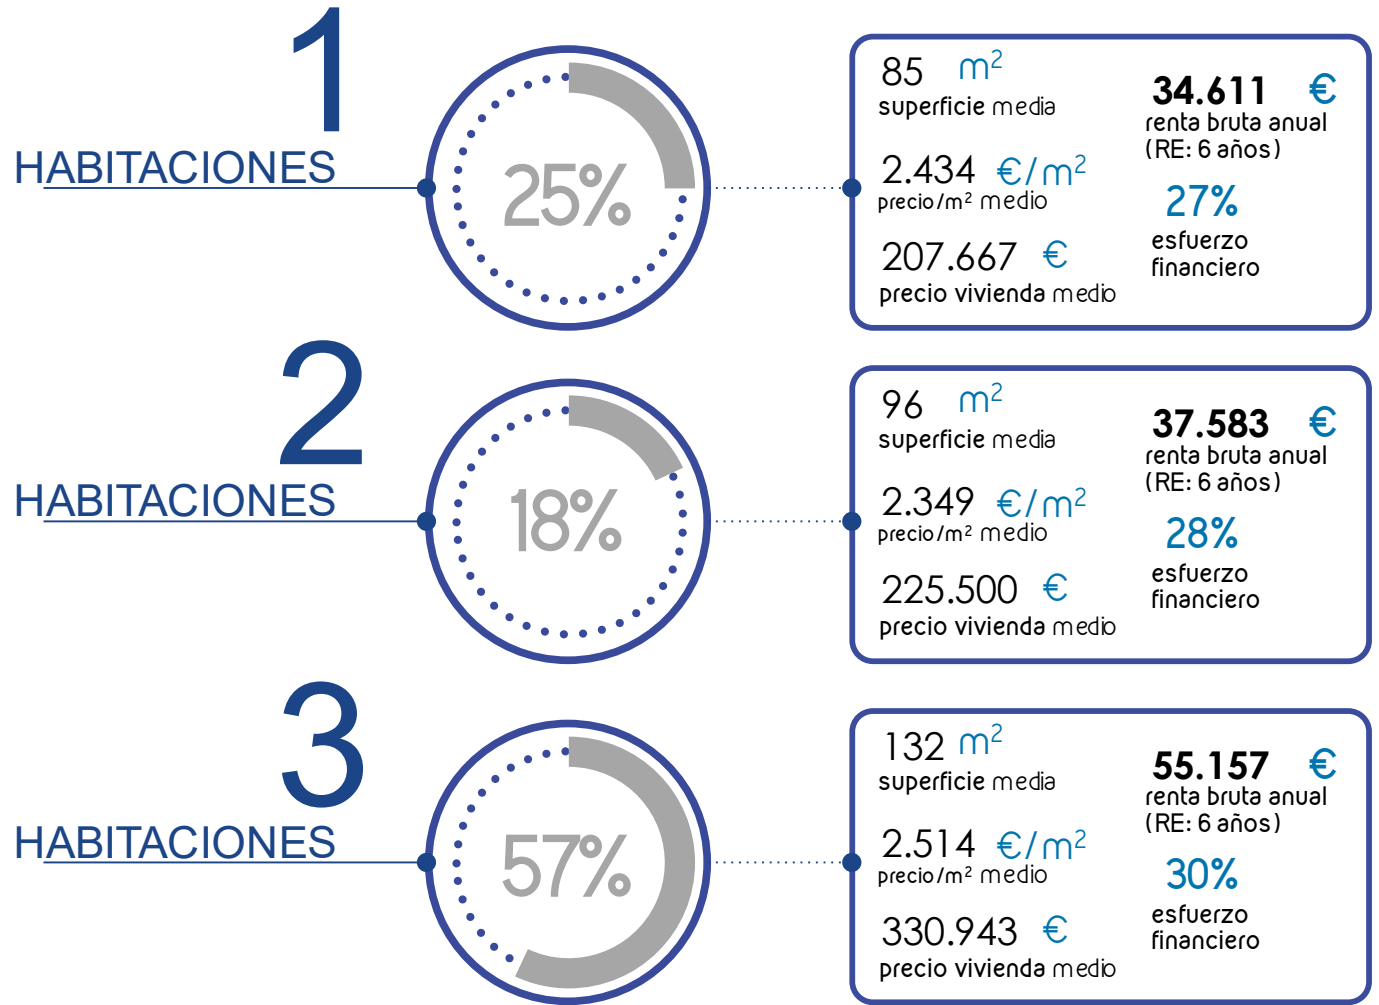 1
HABITACIONES
25%
85 m²
superficie media
2.434 €/m²
precio/m² medio
207.667 €
precio vivienda medio
34.611 €
renta bruta anual
(RE: 6 años)
27%
esfuerzo
financiero
2
HABITACIONES
18%
96 m²
superficie media
2.349 €/m²
precio/m² medio
225.500 €
precio vivienda medio
37.583 €
renta bruta anual
(RE: 6 años)
28%
esfuerzo
financiero
3
HABITACIONES
57%
132 m²
superficie media
2.514 €/m²
precio/m² medio
330.943 €
precio vivienda medio
55.157 €
renta bruta anual
(RE: 6 años)
30%
esfuerzo
financiero